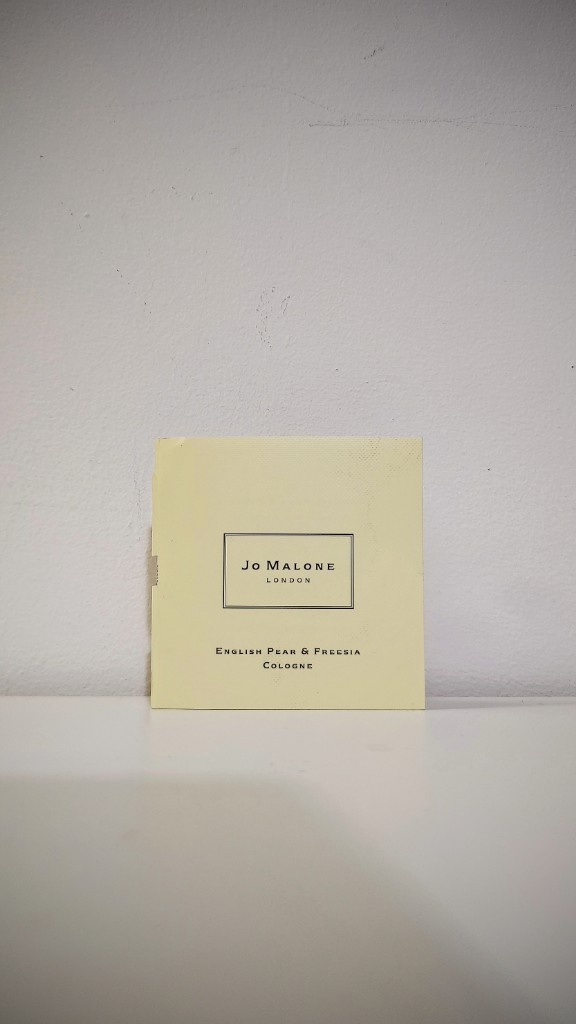 Jo Malone
London
English Pear & Freesia
Cologne